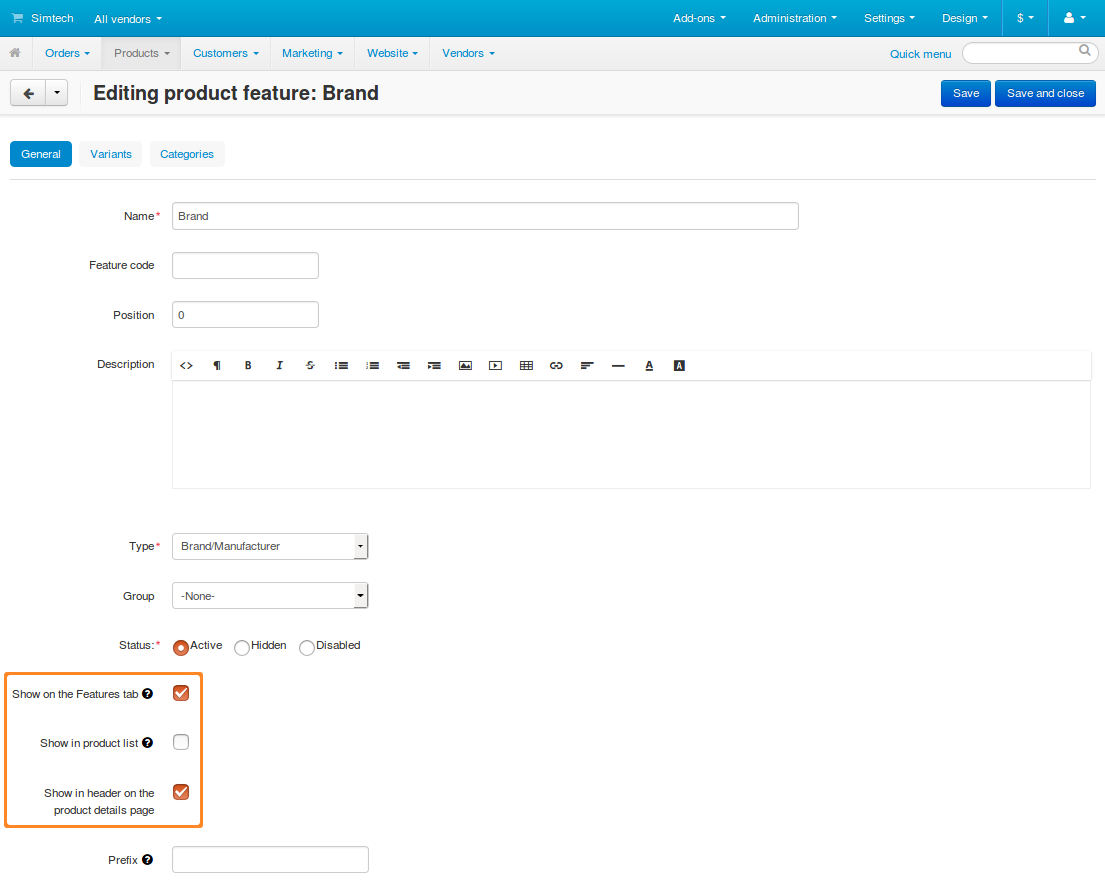 Simtech All vendors Add-ons Administration Settings Design $
Orders Products Customers Marketing Website Vendors Quick menu
Editing product feature: Brand Save Save and close
General Variants Categories
Name* Brand
Feature code
Position 0
Description
Type* Brand/Manufacturer
Group -None-
Status:* Active Hidden Disabled
Show on the Features tab ?
Show in product list ?
Show in header on the
product details page
Prefix ?